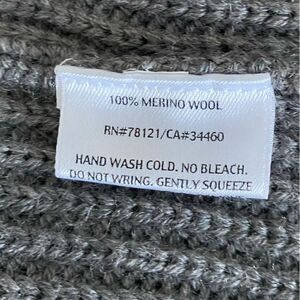 100% MERINO WOOL
RN#78121/CA#34460
HAND WASH COLD. NO BLEACH.
DO NOT WRING. GENTLY SQUEEZE